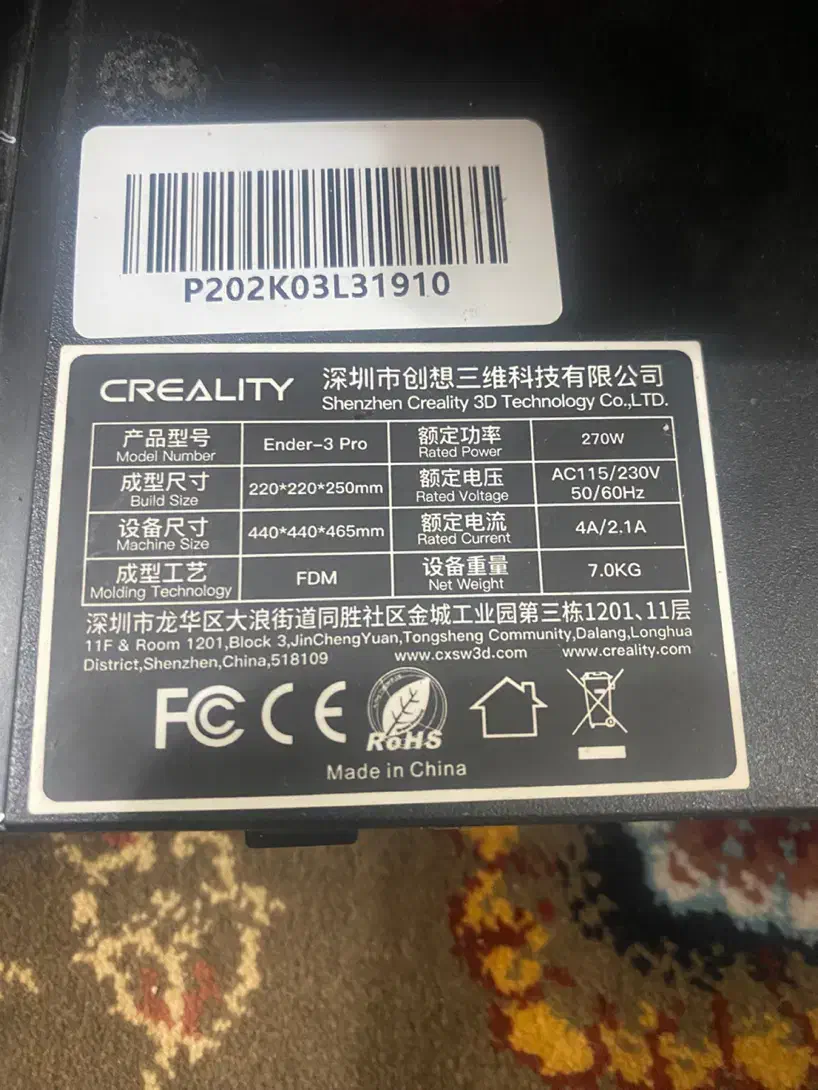 P202K03L31910
CREALITY
深圳市创想三维科技有限公司
Shenzhen Creality 3D Technology Co.,LTD.
产品型号 Ender-3 Pro 额定功率 270W
Model Number Rated Power
成型尺寸 220*220*250mm 额定电压 AC115/230V
Build Size Rated Voltage 50/60Hz
设备尺寸 440*440*465mm 额定电流 4A/2.1A
Machine Size Rated Current
成型工艺 FDM 设备重量 7.0KG
Molding Technology Net Weight
深圳市龙华区大浪街道同胜社区金城工业园第三栋1201、11层
11F & Room 1201,Block 3,JinChengYuan,Tongsheng Community,Dalang,Longhua
District,Shenzhen,China,518109 www.cxsw3d.com www.creality.com
FC CE RoHS
Made in China